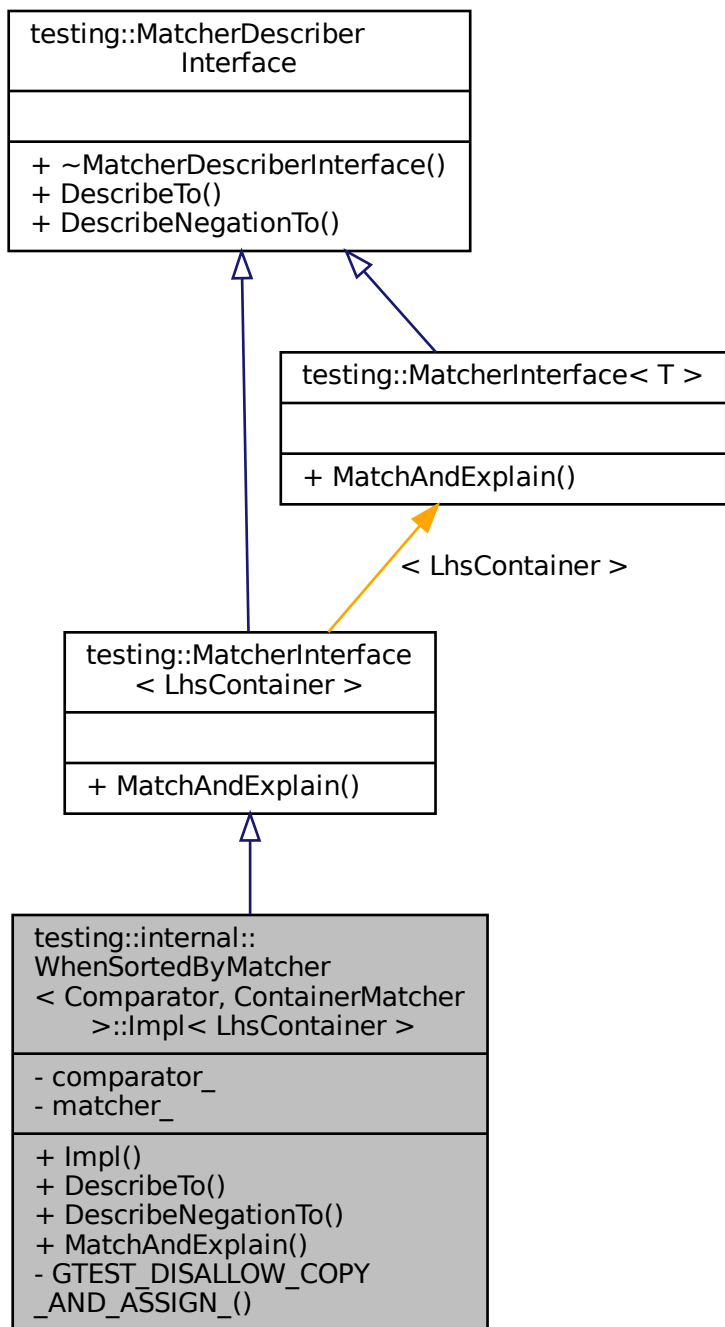 testing::MatcherDescriber
Interface
+ ~MatcherDescriberInterface()
+ DescribeTo()
+ DescribeNegationTo()
testing::MatcherInterface< T >
+ MatchAndExplain()
< LhsContainer >
testing::MatcherInterface
< LhsContainer >
+ MatchAndExplain()
testing::internal::
WhenSortedByMatcher
< Comparator, ContainerMatcher
>::Impl< LhsContainer >
- comparator_
- matcher_
+ Impl()
+ DescribeTo()
+ DescribeNegationTo()
+ MatchAndExplain()
- GTEST_DISALLOW_COPY
_AND_ASSIGN_()